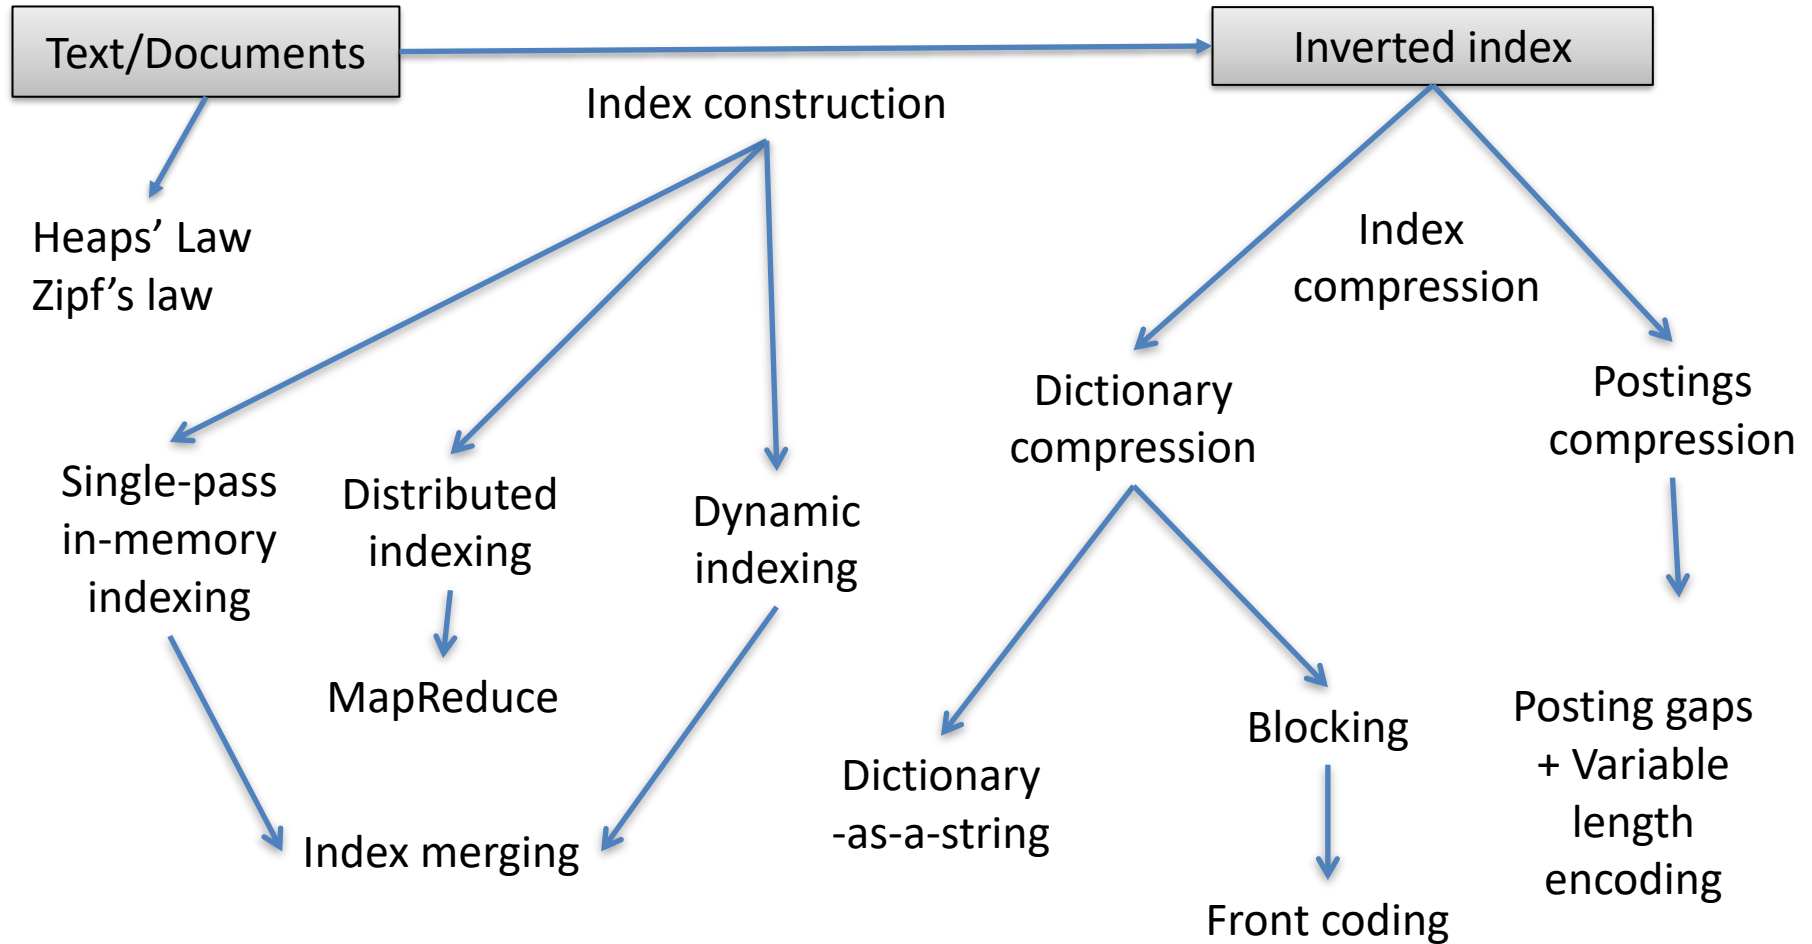 Text/Documents
Inverted index
Index construction
Heaps’ Law
Zipf’s law
Index
compression
Dictionary
compression
Postings
compression
Single-pass
in-memory
indexing
Distributed
indexing
Dynamic
indexing
MapReduce
Index merging
Dictionary
-as-a-string
Blocking
Front coding
Posting gaps
+ Variable
length
encoding